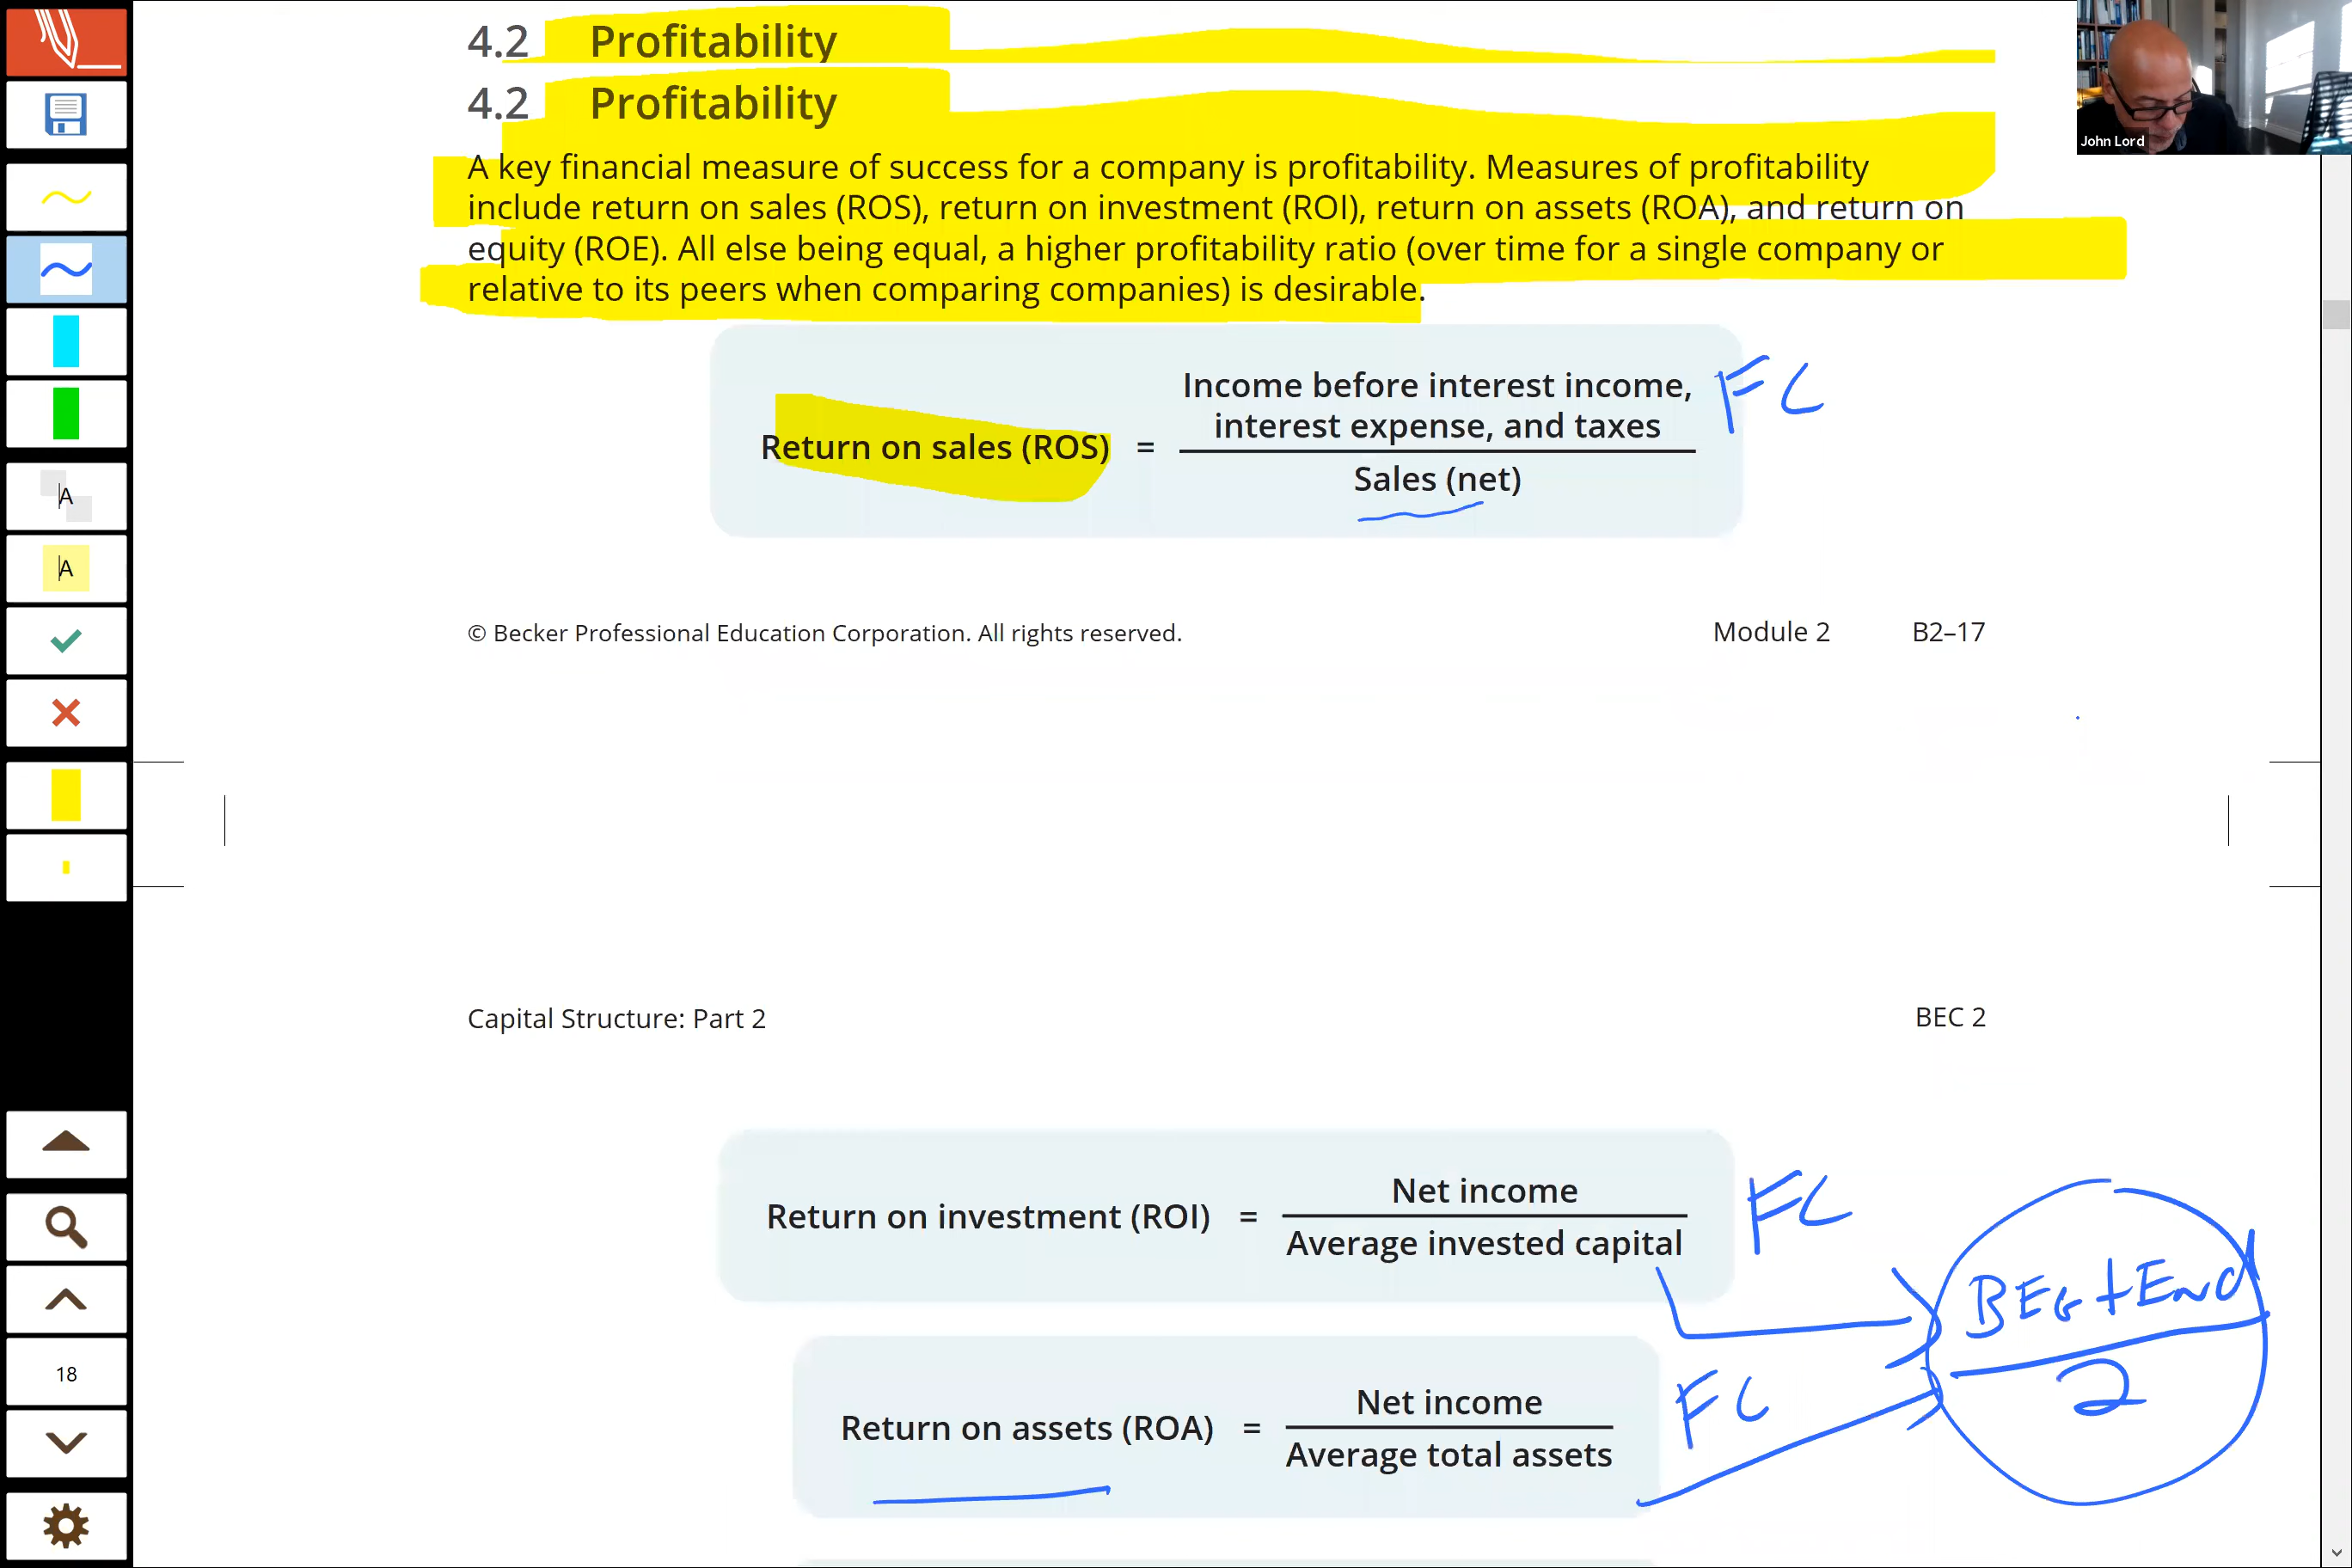 4.2 Profitability
4.2 Profitability
John Lord
A key financial measure of success for a company is profitability. Measures of profitability
include return on sales (ROS), return on investment (ROI), return on assets (ROA), and return on
equity (ROE). All else being equal, a higher profitability ratio (over time for a single company or
relative to its peers when comparing companies) is desirable.
Income before interest income,
interest expense, and taxes
FC
Return on sales (ROS) =
Sales (net)
A
A
© Becker Professional Education Corporation. All rights reserved. Module 2 B2–17
Capital Structure: Part 2 BEC 2
Net income
Return on investment (ROI) =
Average invested capital
FC
BEG + End
2
18
Net income
Return on assets (ROA) =
Average total assets
FC